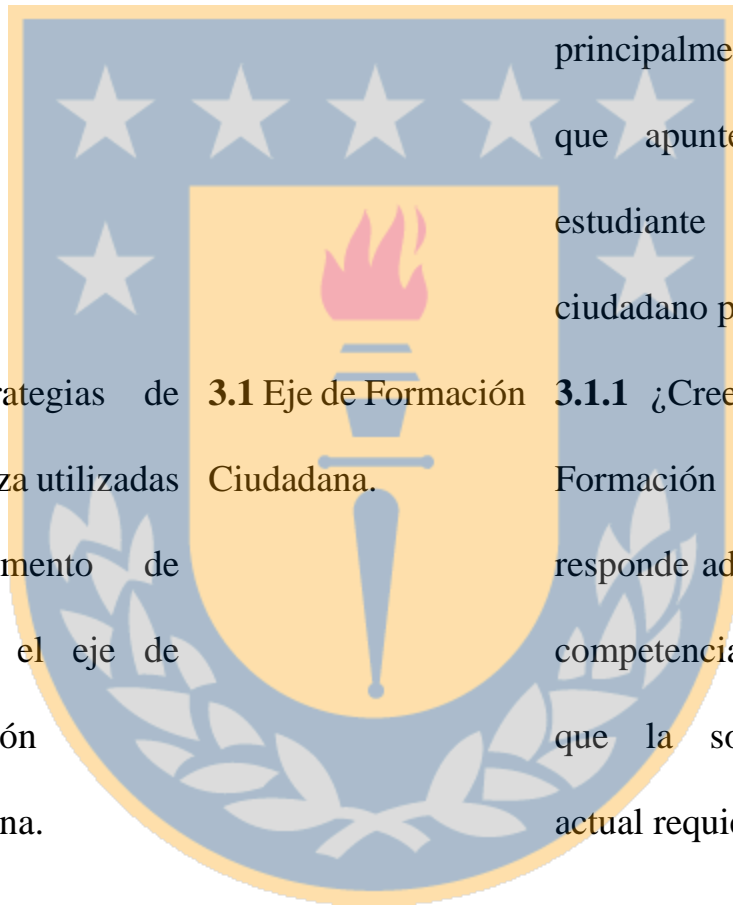 principalme
que apunte
estudiante
ciudadano p
rategias de 3.1 Eje de Formación 3.1.1 ¿Cree
za utilizadas Ciudadana.
Formación
mento de
responde ad
el eje de
competencia
ón
que la so
na.
actual requie